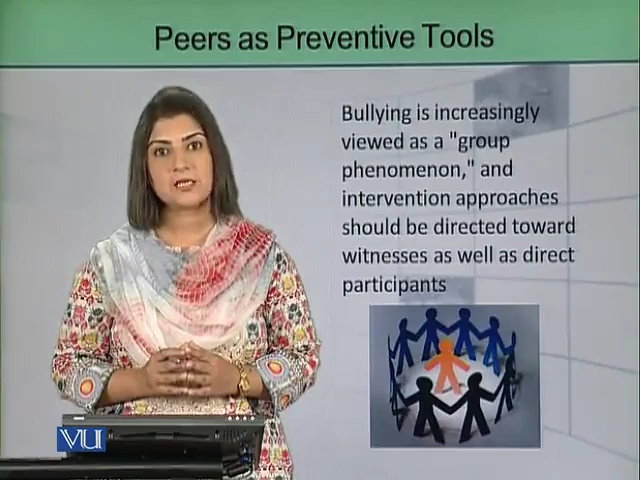 Peers as Preventive Tools
Bullying is increasingly
viewed as a "group
phenomenon," and
intervention approaches
should be directed toward
witnesses as well as direct
participants
VU